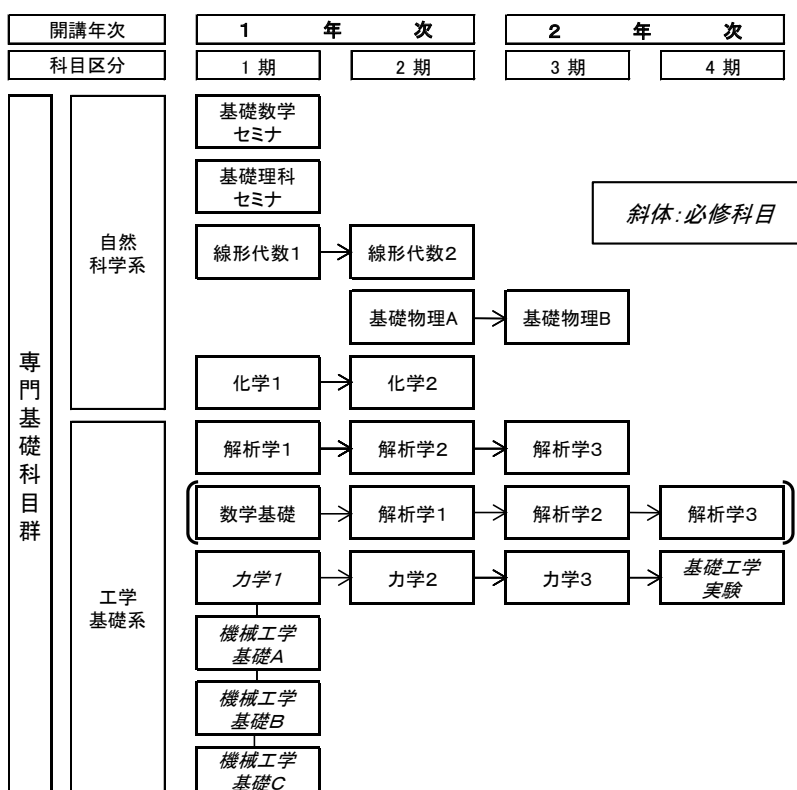 開講年次
1 年 次
2 年 次
科目区分
1 期
2 期
3 期
4 期
専門基礎科目群
自然
科学系
基礎数学
セミナ
基礎理科
セミナ
斜体:必修科目
線形代数1
線形代数2
基礎物理A
基礎物理B
化学1
化学2
工学
基礎系
解析学1
解析学2
解析学3
数学基礎
解析学1
解析学2
解析学3
力学1
力学2
力学3
基礎工学
実験
機械工学
基礎A
機械工学
基礎B
機械工学
基礎C